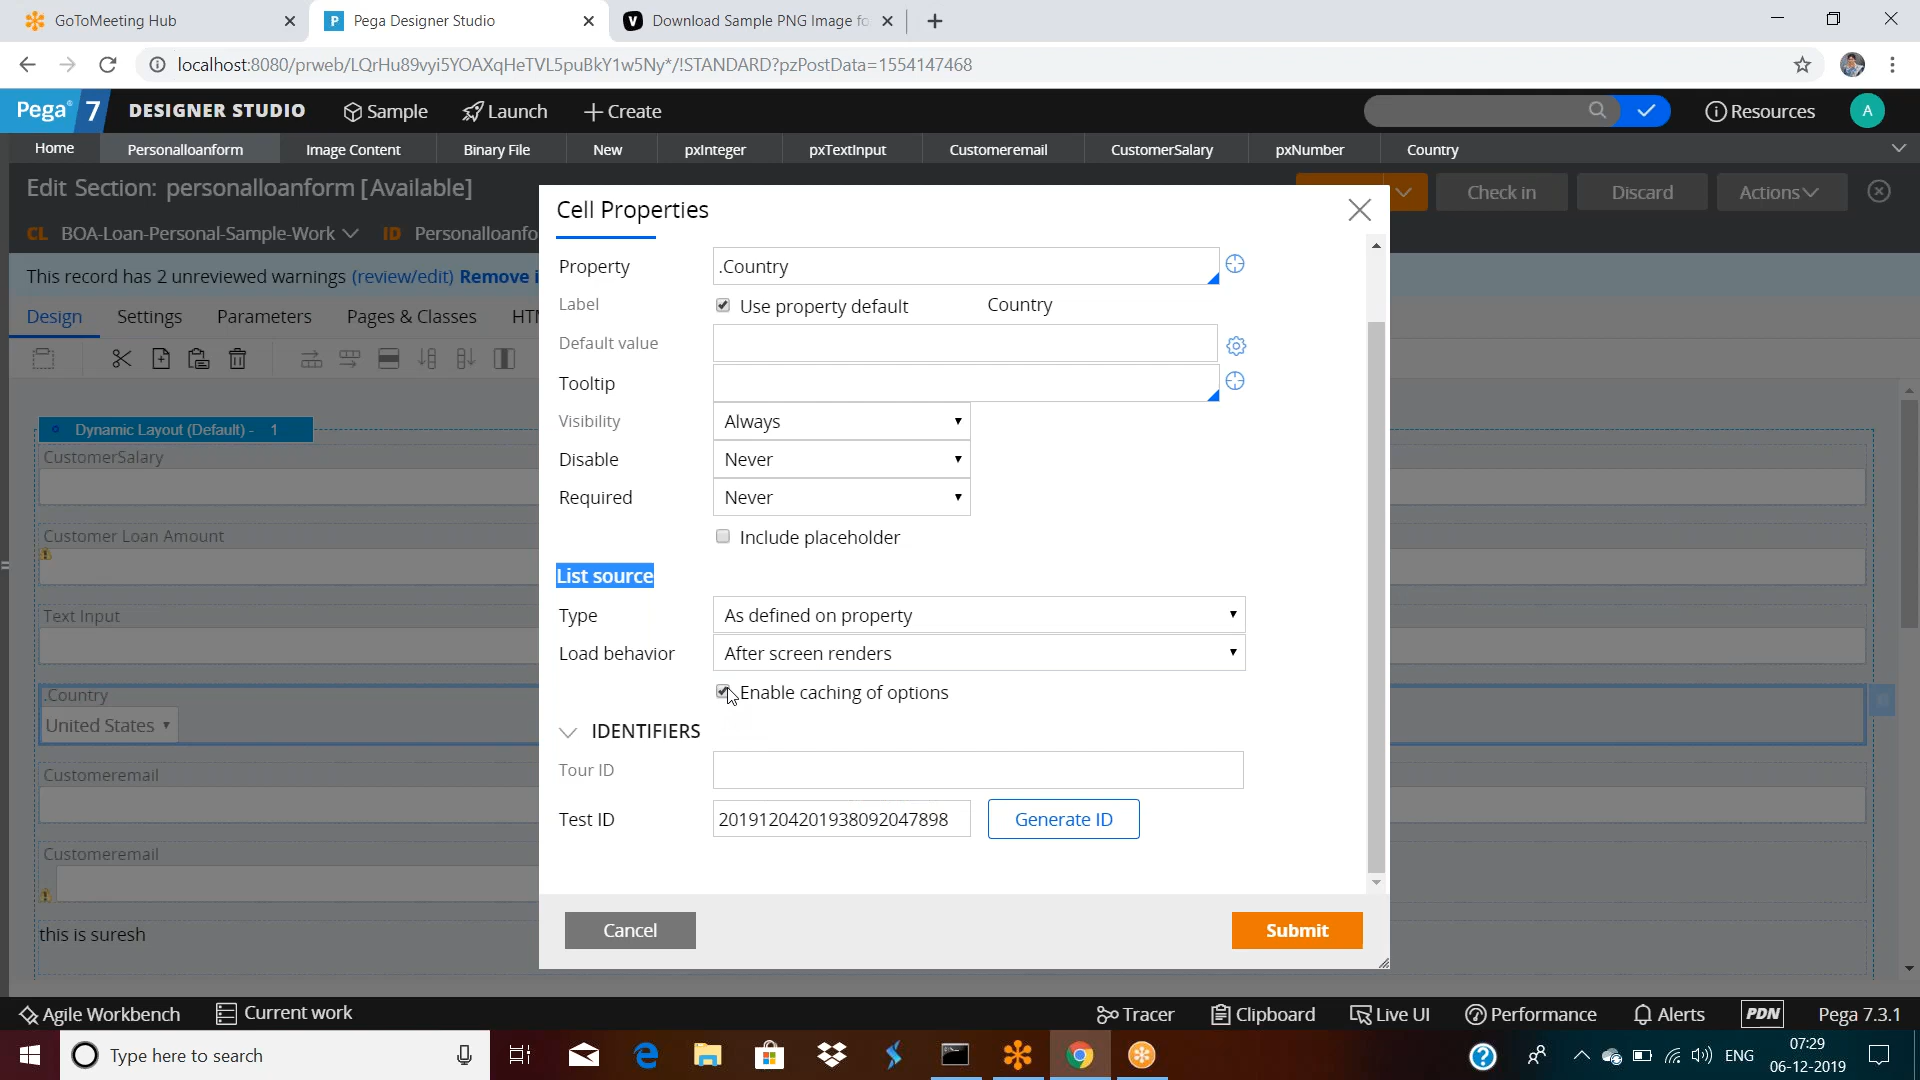 GoToMeeting Hub
Pega Designer Studio
Download Sample PNG Image fo
localhost:8080/prweb/LQrHu89vyi5YOAXqHeTVL5puBkY1w5Ny*/!STANDARD?pzPostData=1554147468
Pega 7 DESIGNER STUDIO Sample Launch Create Resources A
Home Personalloanform Image Content Binary File New pxInteger pxTextInput Customeremail CustomerSalary pxNumber Country
Edit Section: personalloanform [Available]
Check in Discard Actions
CL BOA-Loan-Personal-Sample-Work ID Personalloanfo
This record has 2 unreviewed warnings (review/edit) Remove i
Design Settings Parameters Pages & Classes HTM
Dynamic Layout (Default) - 1
CustomerSalary
Customer Loan Amount
Text Input
.Country
United States
Customeremail
Customeremail
this is suresh
Cell Properties
Property .Country
Label Use property default Country
Default value
Tooltip
Visibility Always
Disable Never
Required Never
Include placeholder
List source
Type As defined on property
Load behavior After screen renders
Enable caching of options
IDENTIFIERS
Tour ID
Test ID 20191204201938092047898 Generate ID
Cancel Submit
Agile Workbench Current work Tracer Clipboard Live UI Performance Alerts PDN Pega 7.3.1
Type here to search
ENG
07:29
06-12-2019